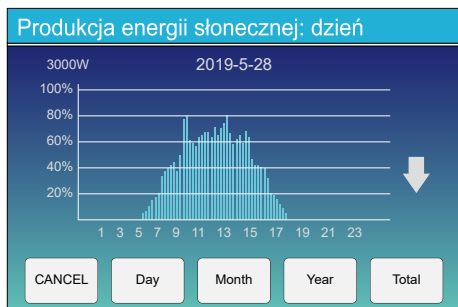 Produkcja energii słonecznej: dzień
3000W 2019-5-28
100%
80%
60%
40%
20%
1 3 5 7 9 11 13 15 17 19 21 23
CANCEL Day Month Year Total